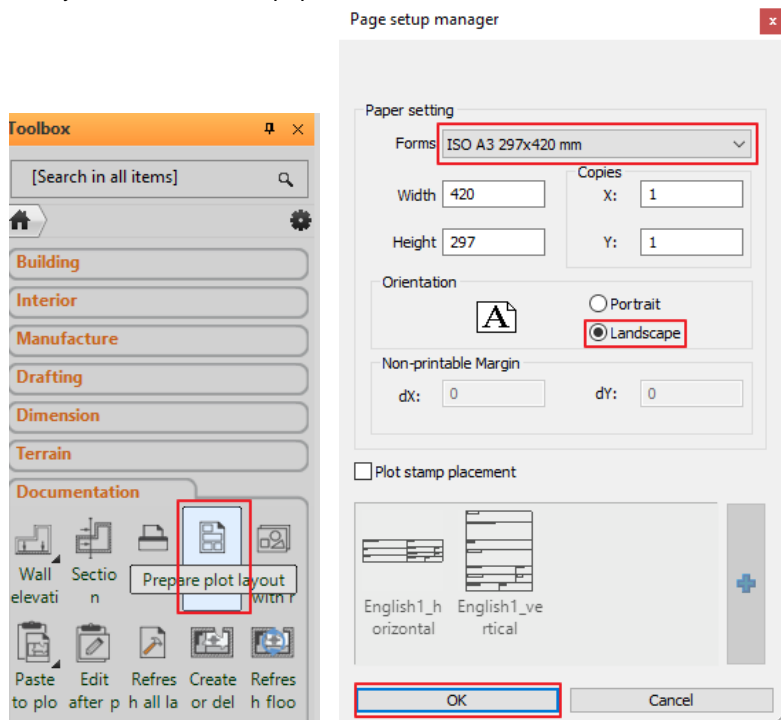 Page setup manager
x
Toolbox
[Search in all items]
Building
Interior
Manufacture
Drafting
Dimension
Terrain
Documentation
Wall
elevati
Sectio
n
Prepare plot layout
with r
Paste
to plo
Edit
after p
Refres
h all la
Create
or del
Refres
h floo
Paper setting
Forms ISO A3 297x420 mm
Copies
Width 420 X: 1
Height 297 Y: 1
Orientation
A
Portrait
Landscape
Non-printable Margin
dX: 0 dY: 0
Plot stamp placement
English1_h
orizontal
English1_ve
rtical
OK Cancel